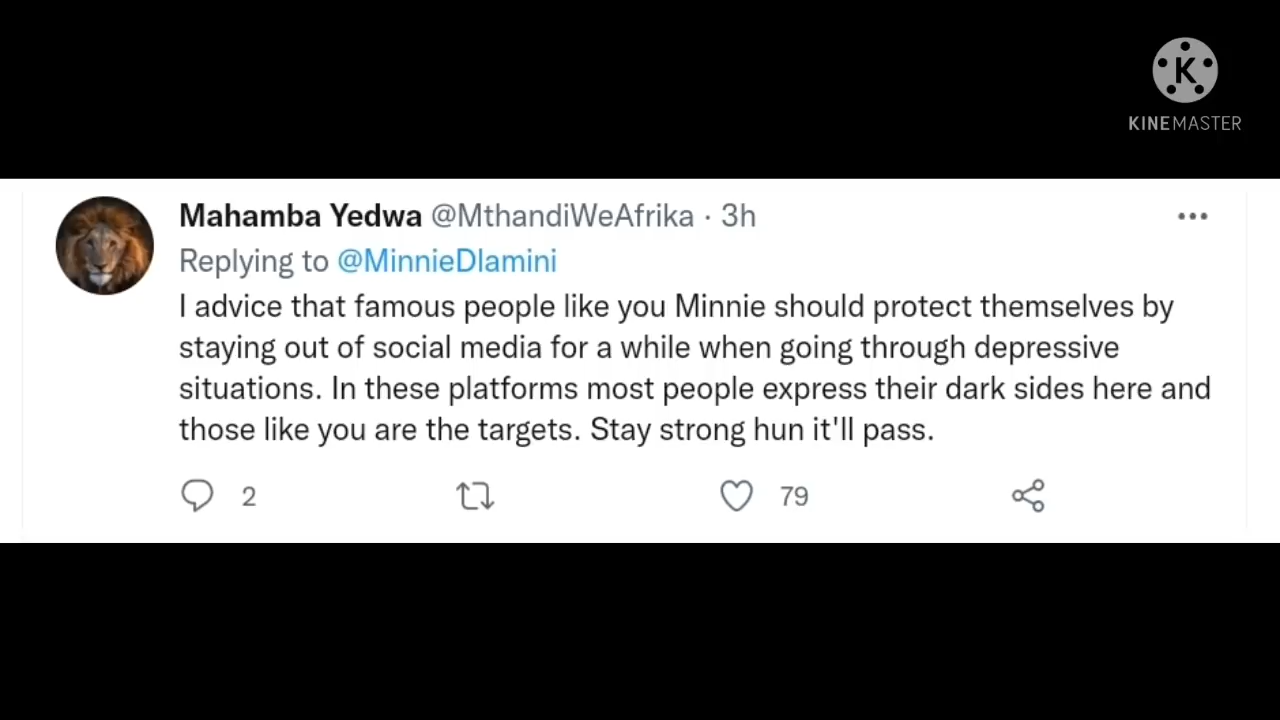 K
KINEMASTER
Mahamba Yedwa @MthandiWeAfrika · 3h
Replying to @MinnieDlamini
I advice that famous people like you Minnie should protect themselves by
staying out of social media for a while when going through depressive
situations. In these platforms most people express their dark sides here and
those like you are the targets. Stay strong hun it'll pass.
2 79